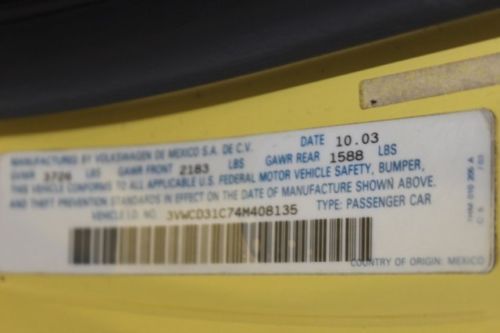 MANUFACTURED BY VOLKSWAGEN DE MEXICO S.A. DE C.V. DATE 10.03
GVWR 3726 LBS GAWR FRONT 2183 LBS GAWR REAR 1588 LBS
THIS VEHICLE CONFORMS TO ALL APPLICABLE U.S. FEDERAL MOTOR VEHICLE SAFETY, BUMPER,
AND THEFT PREVENTION STANDARDS IN EFFECT ON THE DATE OF MANUFACTURE SHOWN ABOVE.
VEHICLE I.D. NO. 3VWCD31C74M408135 TYPE: PASSENGER CAR
COUNTRY OF ORIGIN: MEXICO